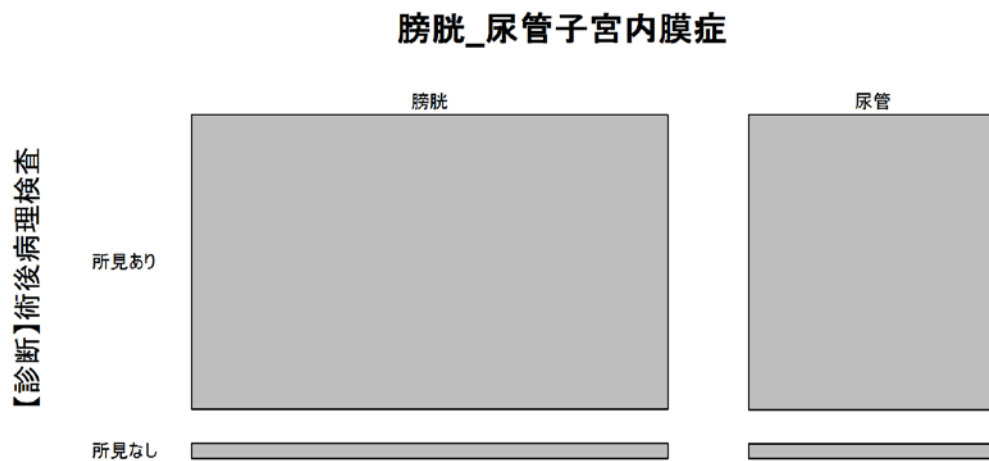 膀胱_尿管子宮内膜症
膀胱
尿管
【診断】術後病理検査
所見あり
所見なし